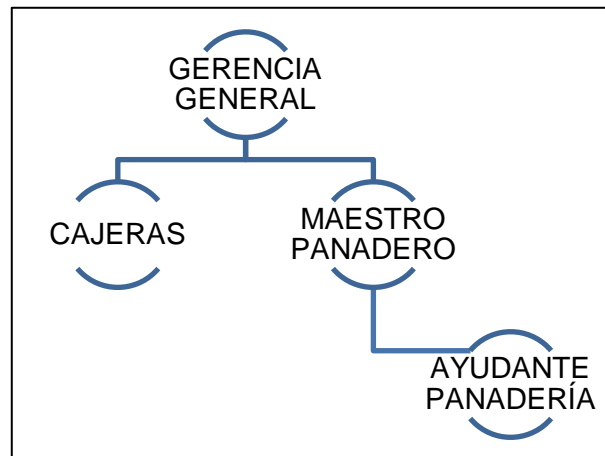 GERENCIA
GENERAL
CAJERAS
MAESTRO
PANADERO
AYUDANTE
PANADERÍA